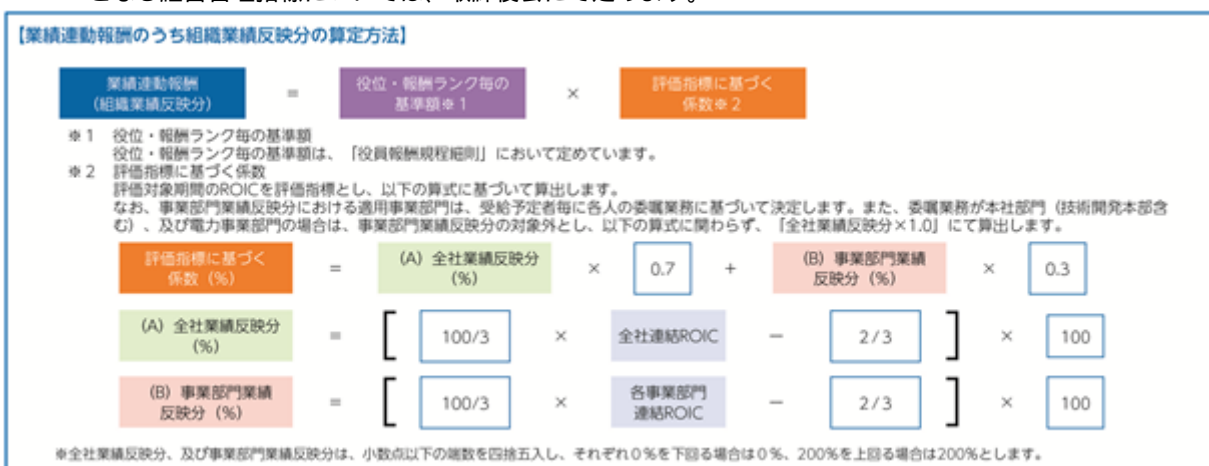 【業績連動報酬のうち組織業績反映分の算定方法】
業績連動報酬
(組織業績反映分)
=
役位・報酬ランク毎の
基準額※1
×
評価指標に基づく
係数※2
※1 役位・報酬ランク毎の基準額
役位・報酬ランク毎の基準額は、「役員報酬規程細則」において定めています。
※2 評価指標に基づく係数
評価対象期間のROICを評価指標とし、以下の算式に基づいて算出します。
なお、事業部門業績反映分における適用事業部門は、受給予定者毎に各人の委嘱業務に基づいて決定します。また、委嘱業務が本社部門(技術開発本部含
む)、及び電力事業部門の場合は、事業部門業績反映分の対象外とし、以下の算式に関わらず、「全社業績反映分×1.0」にて算出します。
評価指標に基づく
係数(%)
=
(A)全社業績反映分
(%)
×
0.7
+
(B)事業部門業績
反映分(%)
×
0.3
(A)全社業績反映分
(%)
=
[
100/3
×
全社連結ROIC
−
2/3
]
×
100
(B)事業部門業績
反映分(%)
=
[
100/3
×
各事業部門
連結ROIC
−
2/3
]
×
100
※全社業績反映分、及び事業部門業績反映分は、小数点以下の端数を四捨五入し、それぞれ0%を下回る場合は0%、200%を上回る場合は200%とします。